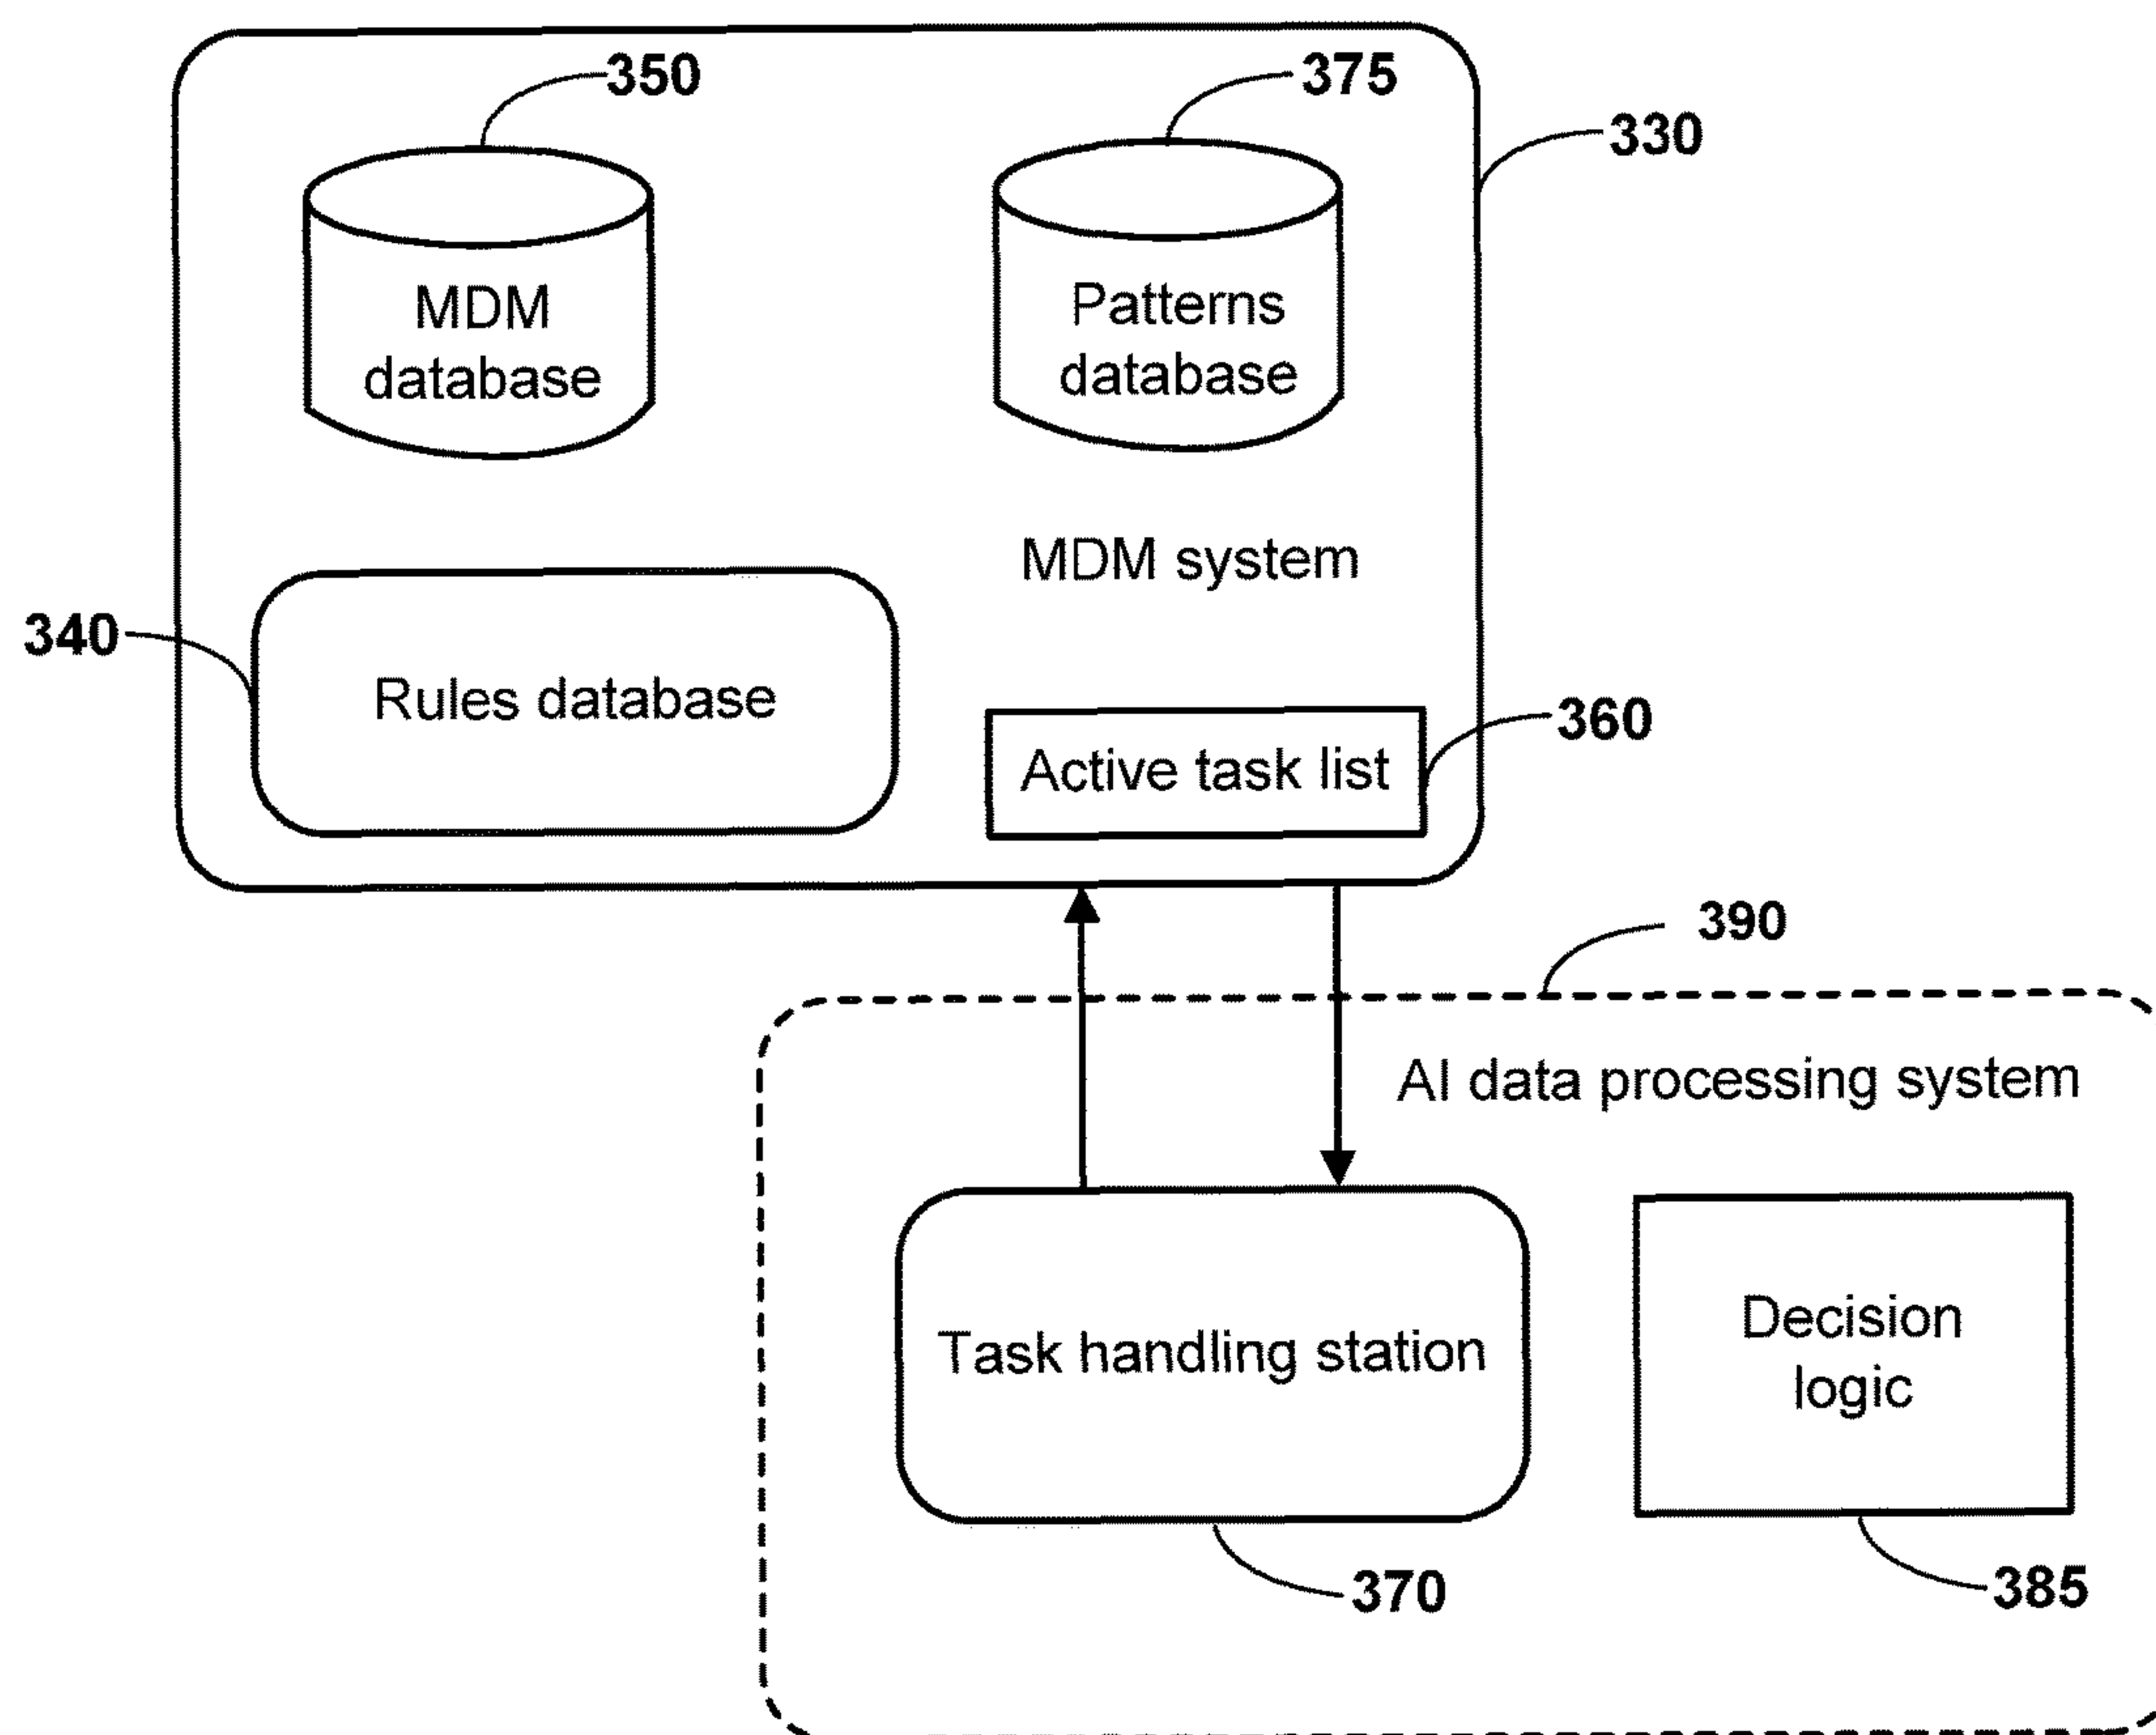 350
375
330
MDM
database
Patterns
database
MDM system
340
Rules database
360
Active task list
390
AI data processing system
Task handling station
Decision
logic
370
385